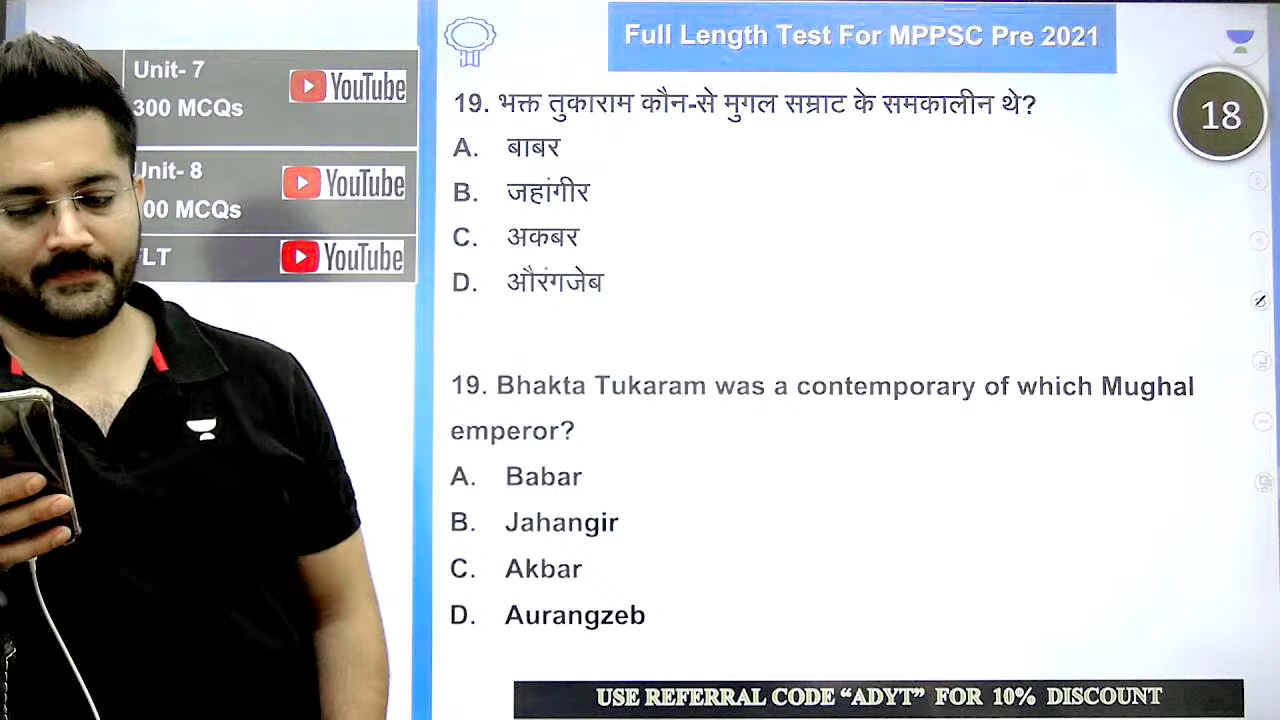 Full Length Test For MPPSC Pre 2021
Unit- 7
300 MCQs
YouTube
Unit- 8
00 MCQs
YouTube
LT
YouTube
18
19. भक्त तुकाराम कौन-से मुगल सम्राट के समकालीन थे?
A. बाबर
B. जहांगीर
C. अकबर
D. औरंगजेब
19. Bhakta Tukaram was a contemporary of which Mughal
emperor?
A. Babar
B. Jahangir
C. Akbar
D. Aurangzeb
USE REFERRAL CODE “ADYT” FOR 10% DISCOUNT